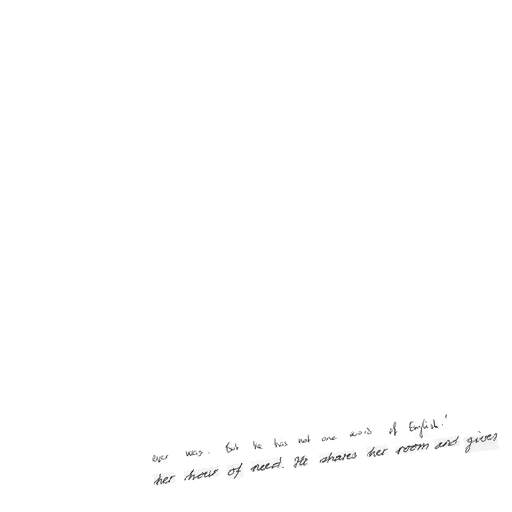 ever was. But he has not one word of English.'
her hour of need. He shares her room and gives